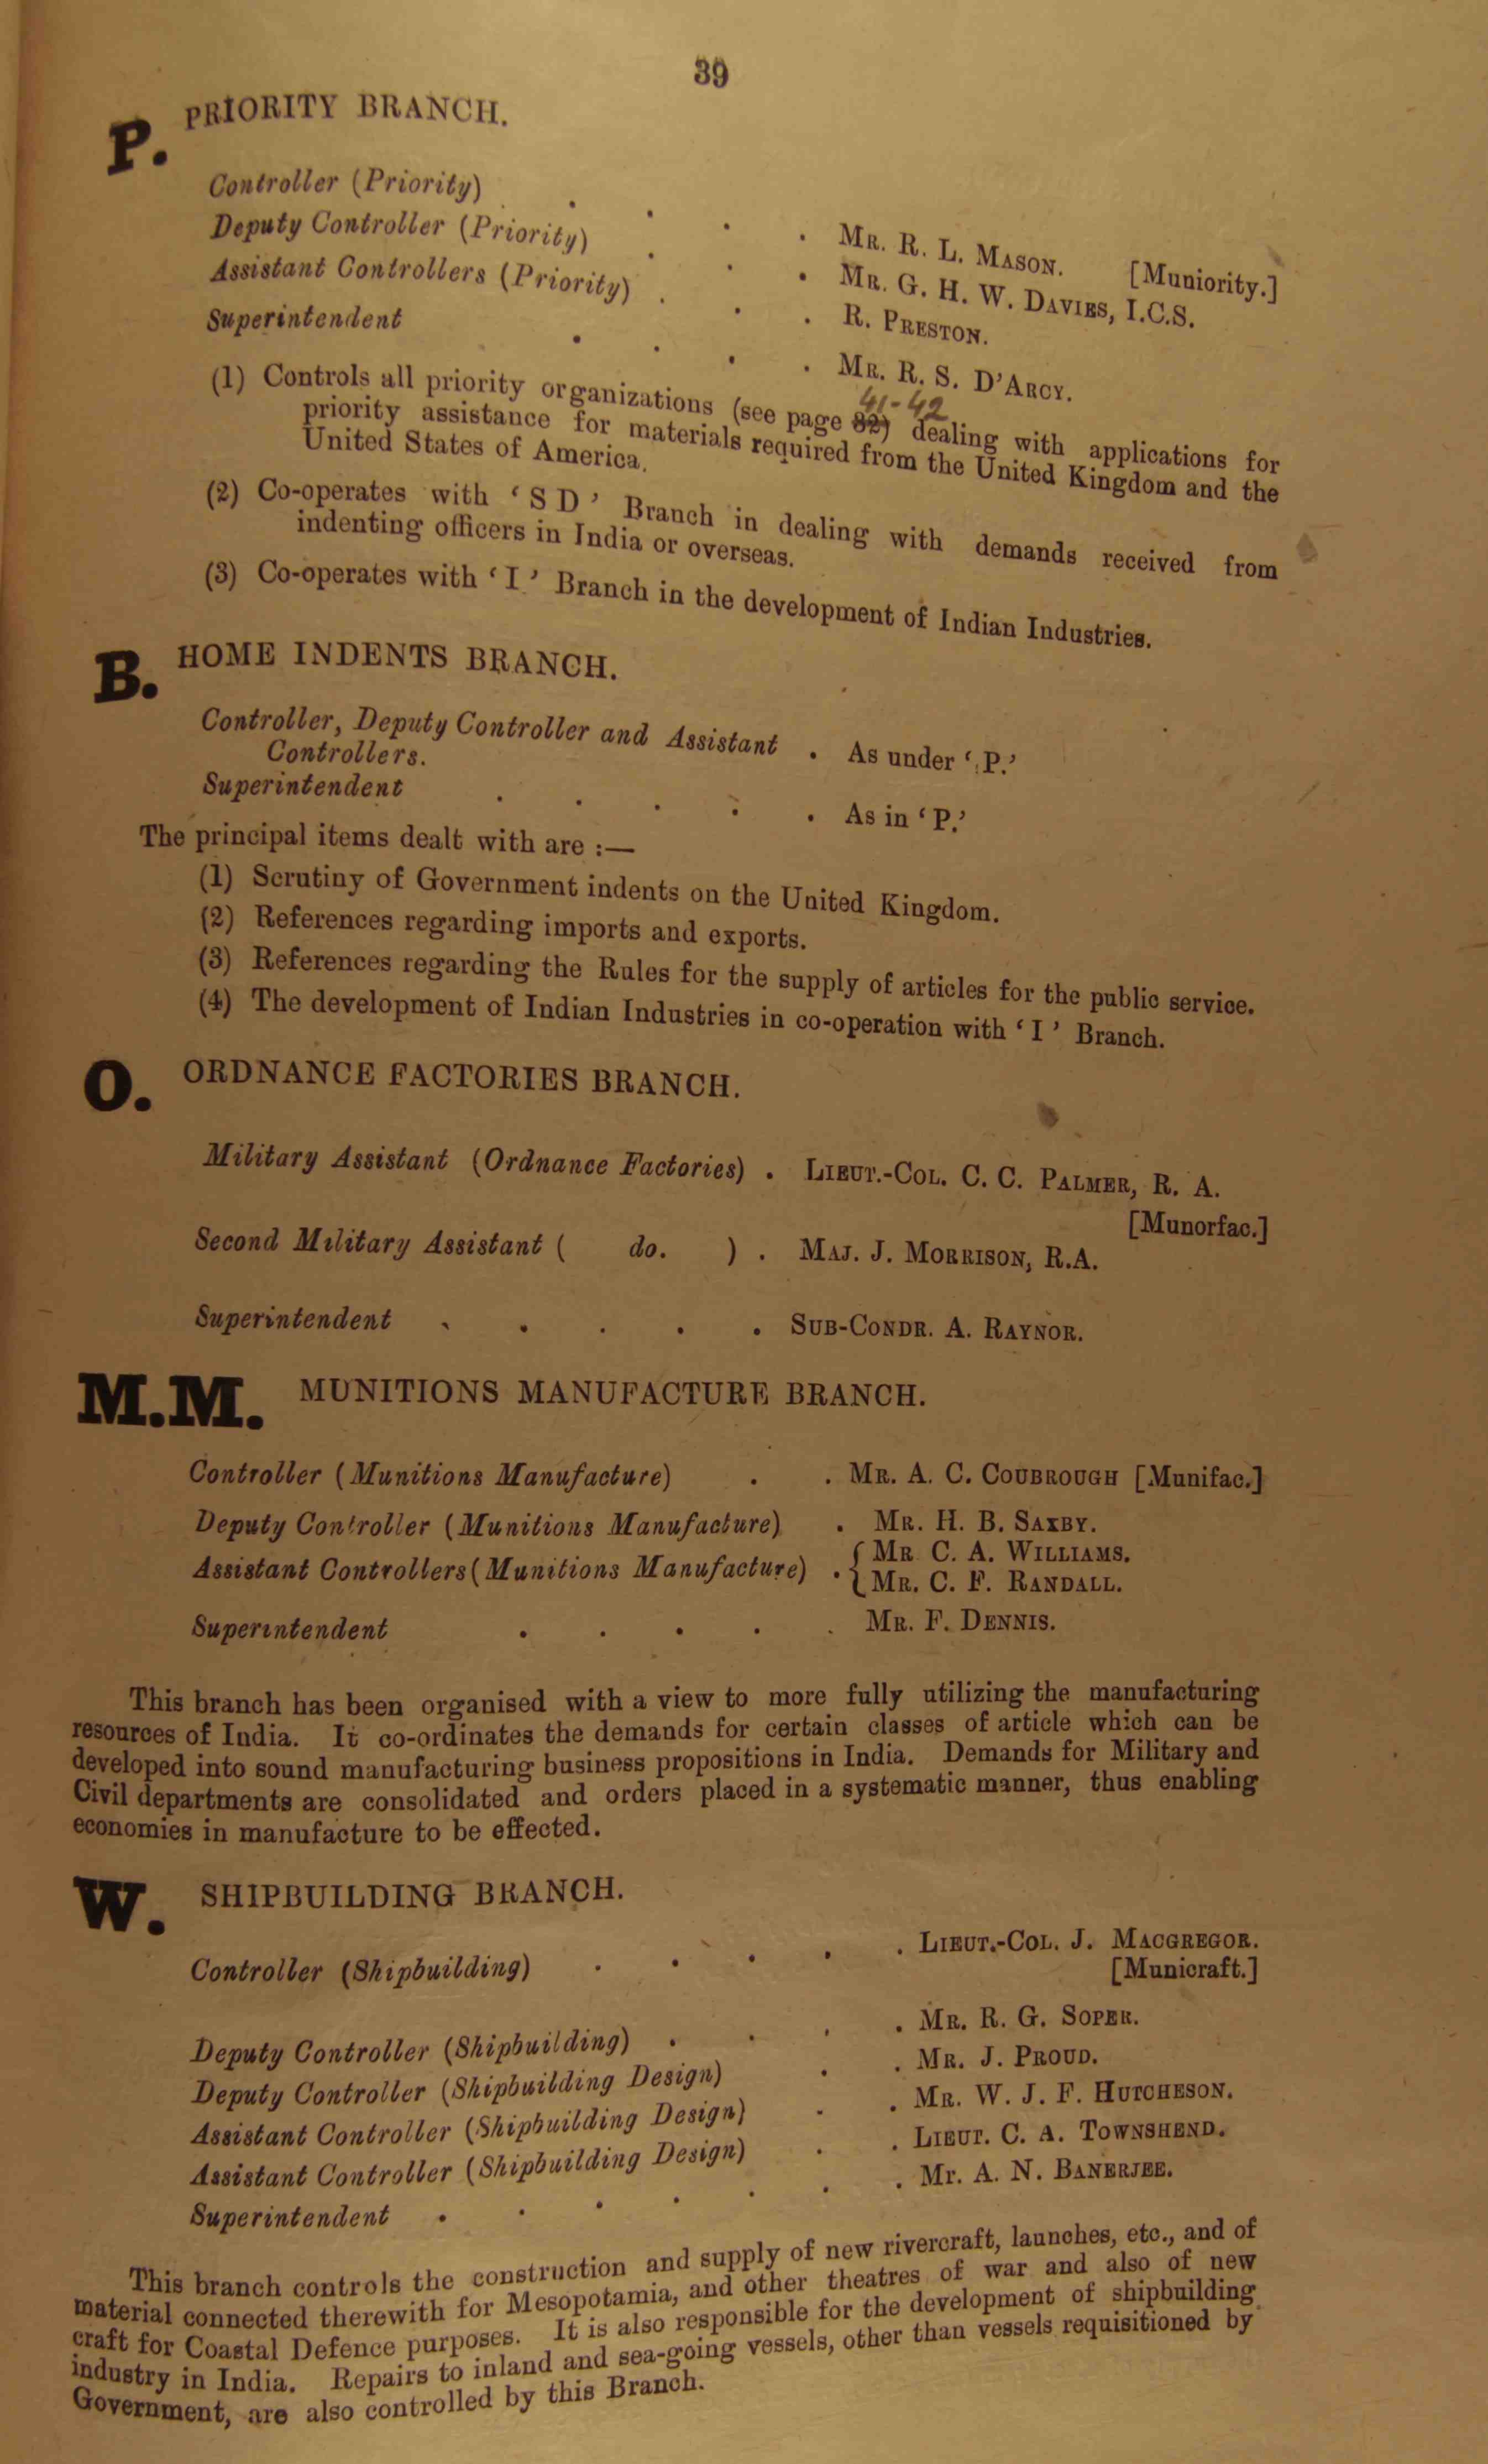 39
P. PRIORITY BRANCH.
Controller (Priority) . . . . MR. R. L. MASON. [Muniority.]
Deputy Controller (Priority) . . . MR. G. H. W. DAVIES, I.C.S.
Assistant Controllers (Priority) . . . R. PRESTON.
Superintendent . . . . MR. R. S. D'ARCY.
41-42
(1) Controls all priority organizations (see page 82) dealing with applications for
priority assistance for materials required from the United Kingdom and the
United States of America.
(2) Co-operates with ‘ S D ’ Branch in dealing with demands received from
indenting officers in India or overseas.
(3) Co-operates with ‘ I ’ Branch in the development of Indian Industries.
B. HOME INDENTS BRANCH.
Controller, Deputy Controller and Assistant . As under ‘ P.’
Controllers.
Superintendent . . . . . As in ‘ P.’
The principal items dealt with are :—
(1) Scrutiny of Government indents on the United Kingdom.
(2) References regarding imports and exports.
(3) References regarding the Rules for the supply of articles for the public service.
(4) The development of Indian Industries in co-operation with ‘ I ’ Branch.
O. ORDNANCE FACTORIES BRANCH.
Military Assistant (Ordnance Factories) . LIEUT.-COL. C. C. PALMER, R. A.
[Munorfac.]
Second Military Assistant ( do. ) . MAJ. J. MORRISON, R.A.
Superintendent . . . . . SUB-CONDR. A. RAYNOR.
M.M. MUNITIONS MANUFACTURE BRANCH.
Controller (Munitions Manufacture) . . MR. A. C. COUBROUGH [Munifac.]
Deputy Controller (Munitions Manufacture) . MR. H. B. SAXBY.
Assistant Controllers (Munitions Manufacture) . { MR. C. A. WILLIAMS.
MR. C. F. RANDALL.
Superintendent . . . . . MR. F. DENNIS.
This branch has been organised with a view to more fully utilizing the manufacturing
resources of India. It co-ordinates the demands for certain classes of article which can be
developed into sound manufacturing business propositions in India. Demands for Military and
Civil departments are consolidated and orders placed in a systematic manner, thus enabling
economies in manufacture to be effected.
W. SHIPBUILDING BRANCH.
Controller (Shipbuilding) . . . . . LIEUT.-COL. J. MACGREGOR.
[Municraft.]
Deputy Controller (Shipbuilding) . . . . MR. R. G. SOPER.
Deputy Controller (Shipbuilding Design) . . MR. J. PROUD.
Assistant Controller (Shipbuilding Design) . . MR. W. J. F. HUTCHESON.
Assistant Controller (Shipbuilding Design) . . LIEUT. C. A. TOWNSHEND.
Superintendent . . . . . . . Mr. A. N. BANERJEE.
This branch controls the construction and supply of new rivercraft, launches, etc., and of
material connected therewith for Mesopotamia, and other theatres of war and also of new
craft for Coastal Defence purposes. It is also responsible for the development of shipbuilding
industry in India. Repairs to inland and sea-going vessels, other than vessels requisitioned by
Government, are also controlled by this Branch.